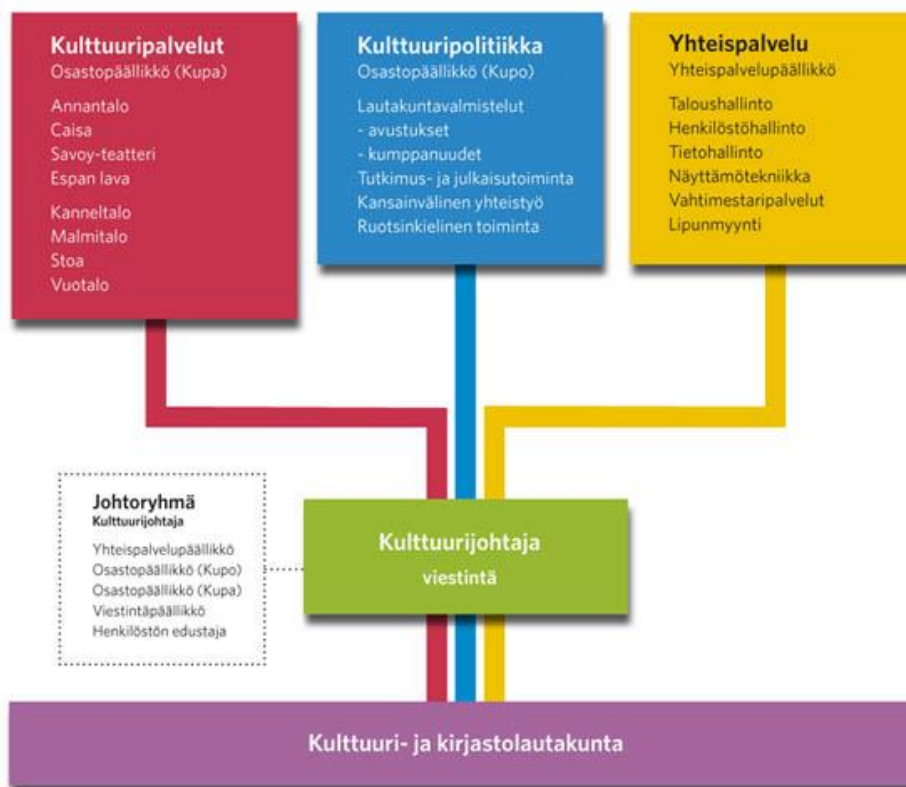 Kulttuuripalvelut
Osastopäällikkö (Kupa)
Annantalo
Caisa
Savoy-teatteri
Espan lava
Kanneltalo
Malmitalo
Stoa
Vuotalo
Kulttuuripolitiikka
Osastopäällikkö (Kupo)
Lautakuntavalmistelut
- avustukset
- kumppanuudet
Tutkimus- ja julkaisutoiminta
Kansainvälinen yhteistyö
Ruotsinkielinen toiminta
Yhteispalvelu
Yhteispalvelupäällikkö
Taloushallinto
Henkilöstöhallinto
Tietohallinto
Näyttämötekniikka
Vahtimestaripalvelut
Lipunmyynti
Johtoryhmä
Kulttuurijohtaja
Yhteispalvelupäällikkö
Osastopäällikkö (Kupo)
Osastopäällikkö (Kupa)
Viestintäpäällikkö
Henkilöstön edustaja
Kulttuurijohtaja
viestintä
Kulttuuri- ja kirjastolautakunta